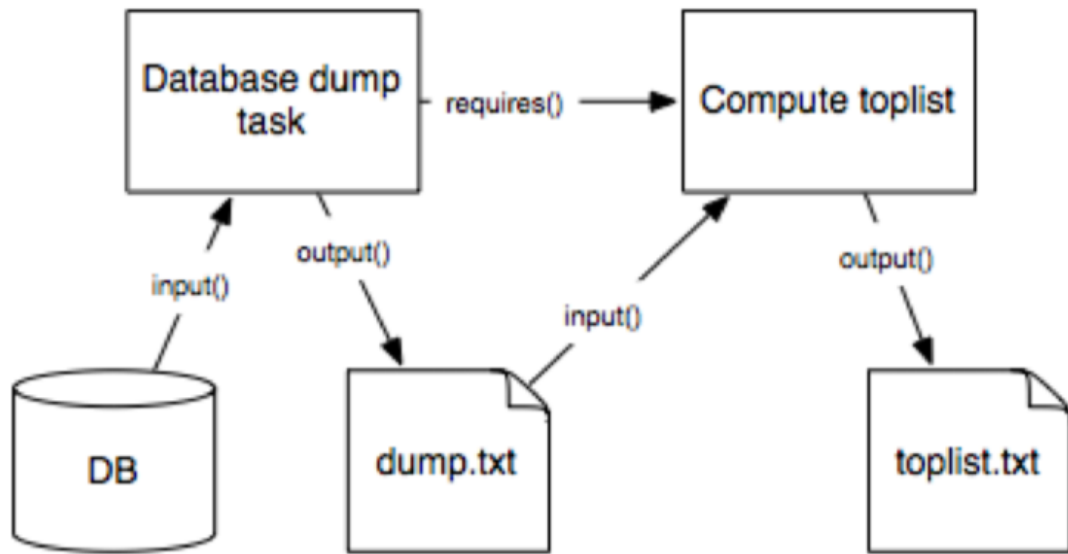 Database dump
task
requires()
Compute toplist
input()
output()
input()
output()
DB
dump.txt
toplist.txt